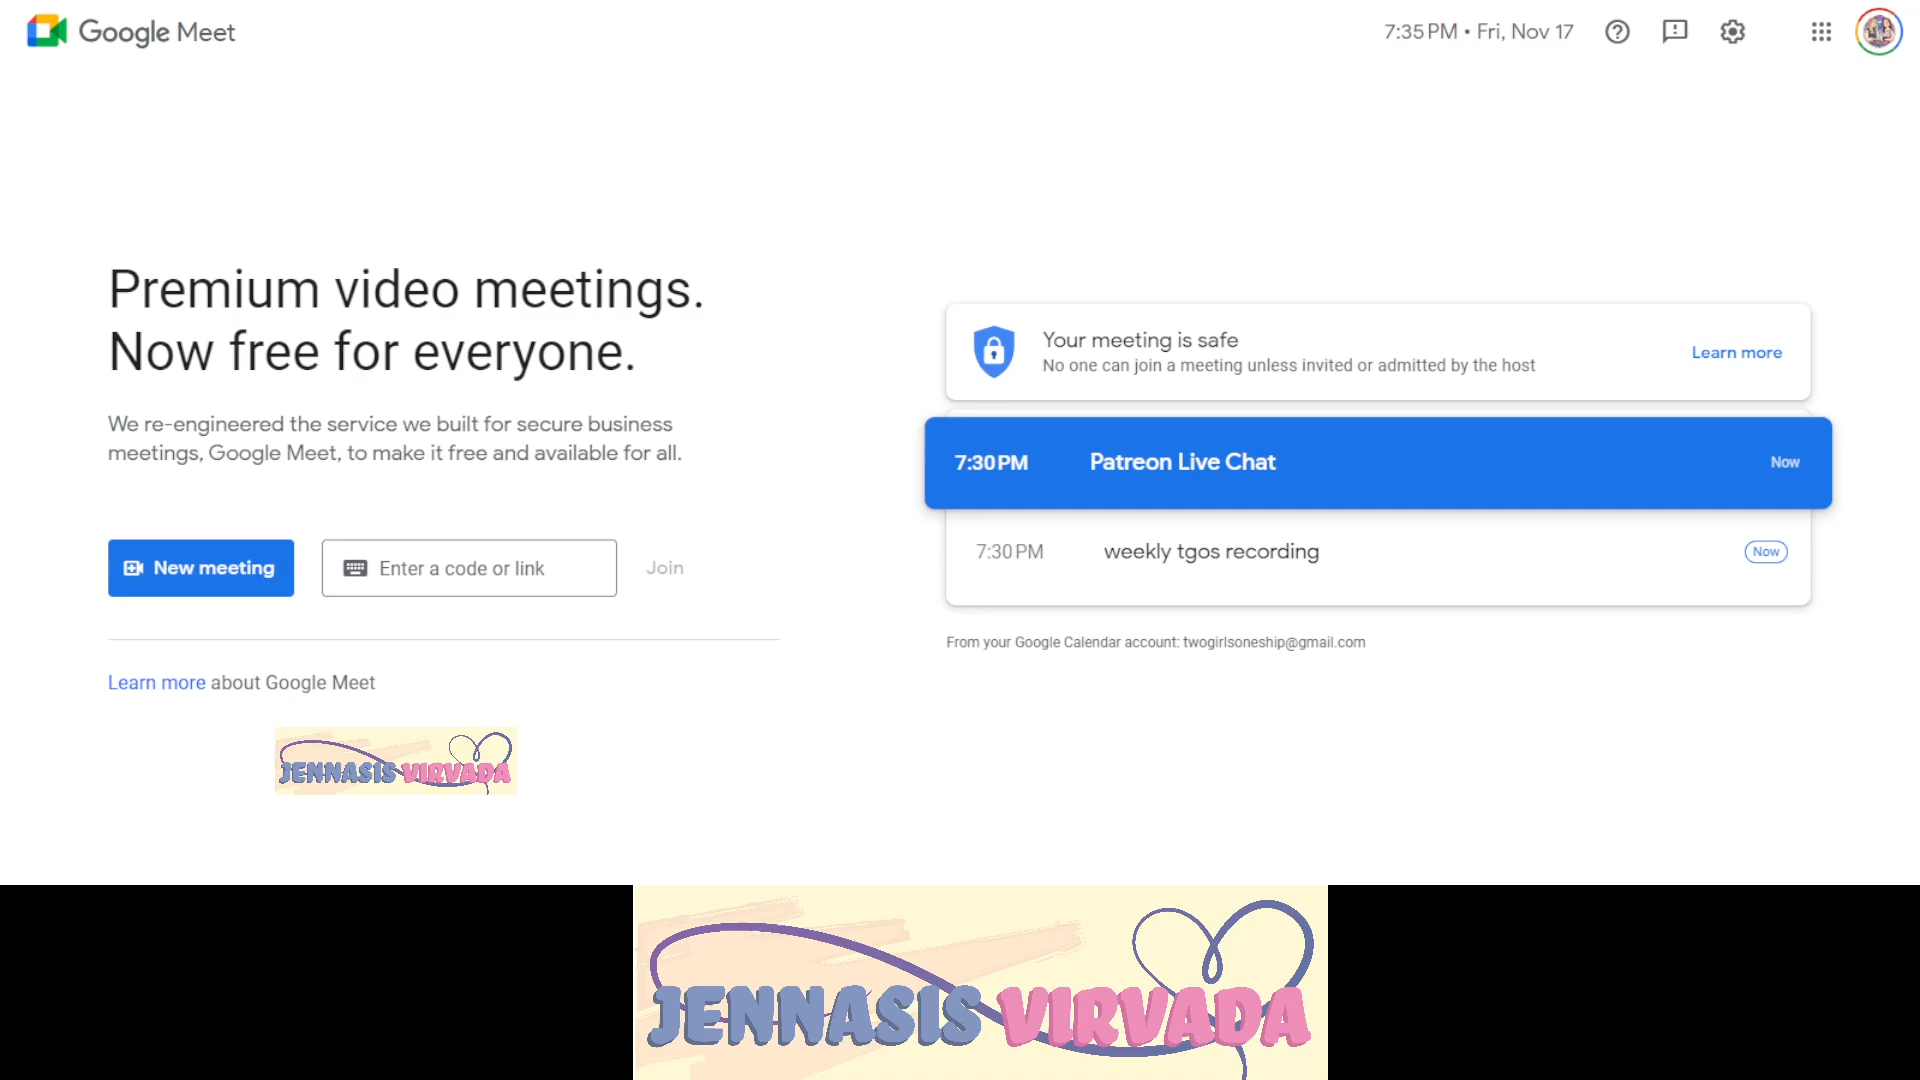 Google Meet
7:35 PM • Fri, Nov 17
Premium video meetings.
Now free for everyone.
We re-engineered the service we built for secure business
meetings, Google Meet, to make it free and available for all.
New meeting
Enter a code or link
Join
Learn more about Google Meet
JENNASIS VIRVADA
Your meeting is safe
No one can join a meeting unless invited or admitted by the host
Learn more
7:30 PM Patreon Live Chat Now
7:30 PM weekly tgos recording Now
From your Google Calendar account: twogirlsoneship@gmail.com
JENNASIS VIRVADA